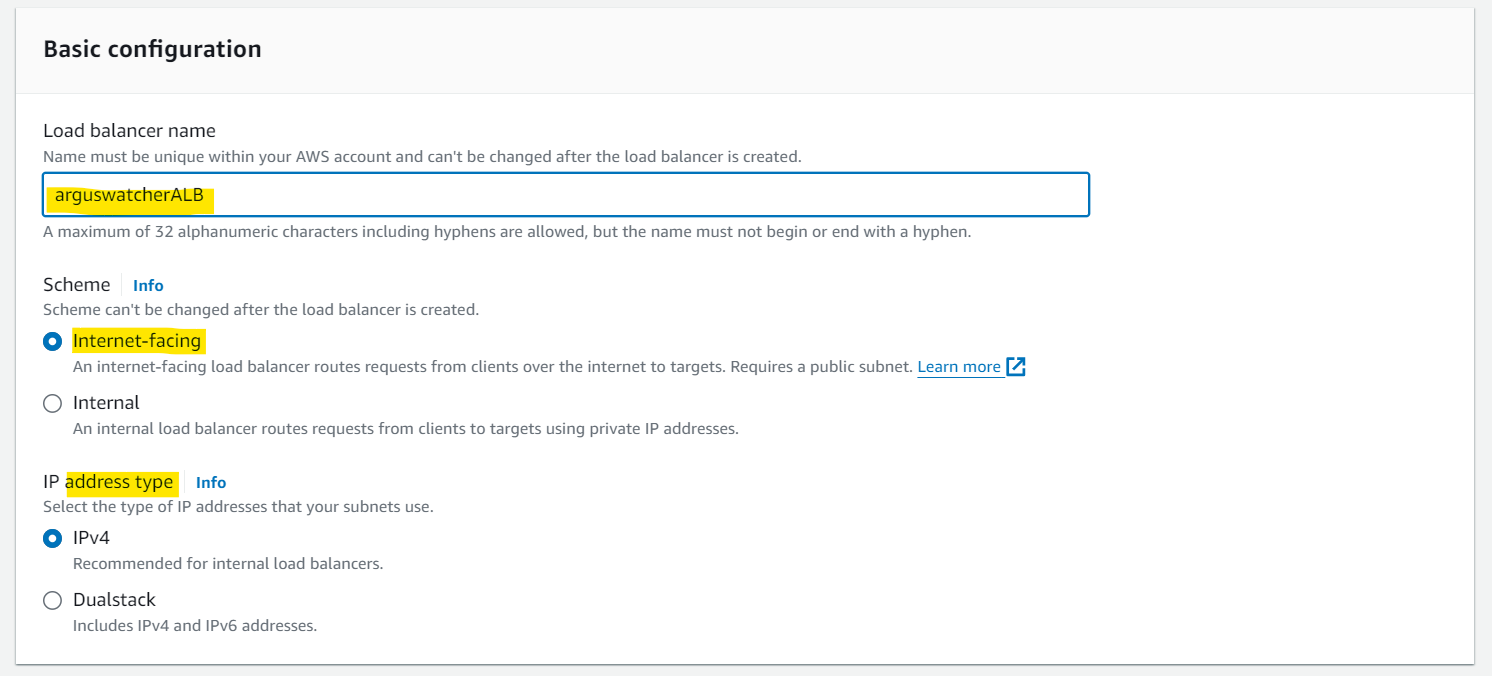 Basic configuration
Load balancer name
Name must be unique within your AWS account and can't be changed after the load balancer is created.
arguswatcherALB
A maximum of 32 alphanumeric characters including hyphens are allowed, but the name must not begin or end with a hyphen.
Scheme Info
Scheme can't be changed after the load balancer is created.
Internet-facing
An internet-facing load balancer routes requests from clients over the internet to targets. Requires a public subnet. Learn more
Internal
An internal load balancer routes requests from clients to targets using private IP addresses.
IP address type Info
Select the type of IP addresses that your subnets use.
IPv4
Recommended for internal load balancers.
Dualstack
Includes IPv4 and IPv6 addresses.